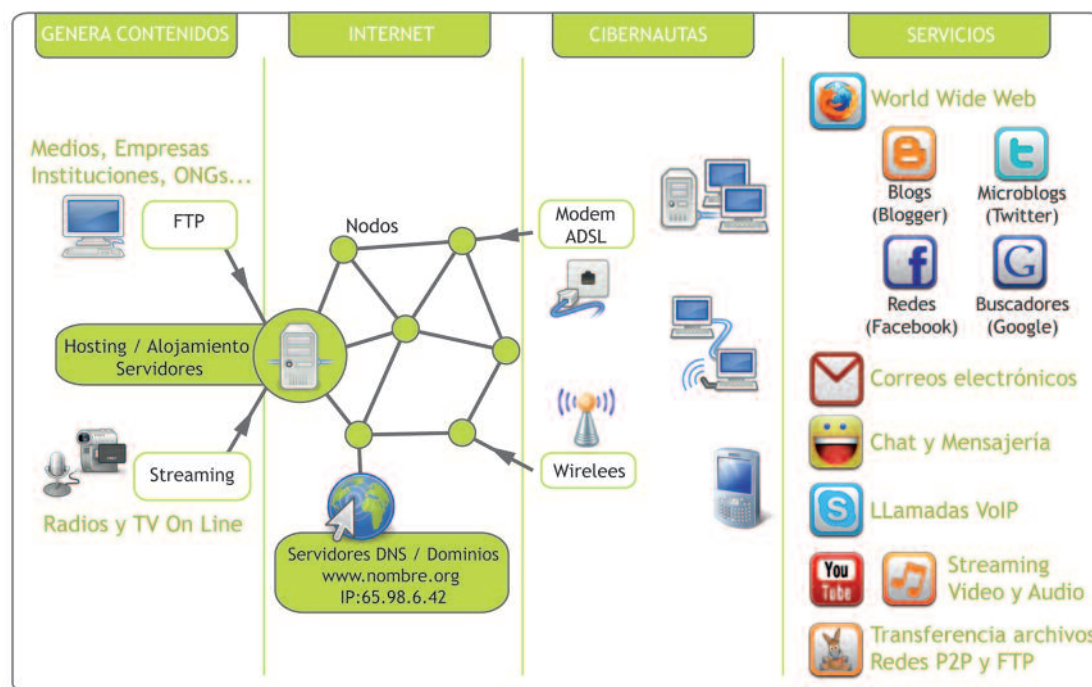 GENERA CONTENIDOS
INTERNET
CIBERNAUTAS
SERVICIOS
Medios, Empresas
Instituciones, ONGs...
FTP
Hosting / Alojamiento
Servidores
Streaming
Radios y TV On Line
Nodos
Servidores DNS / Dominios
www.nombre.org
IP:65.98.6.42
Modem
ADSL
Wirelees
World Wide Web
Blogs
(Blogger)
Microblogs
(Twitter)
Redes
(Facebook)
Buscadores
(Google)
Correos electrónicos
Chat y Mensajería
LLamadas VoIP
You
Tube
Streaming
Video y Audio
Transferencia archivos
Redes P2P y FTP